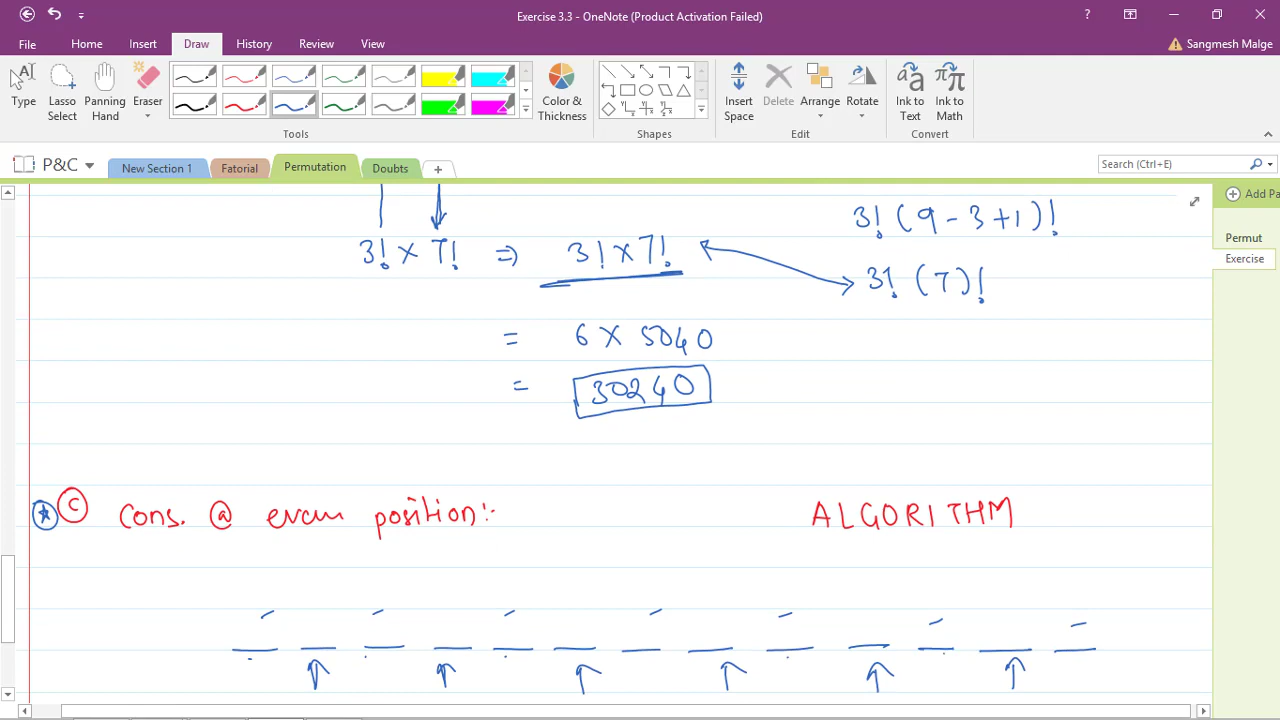 Exercise 3.3 - OneNote (Product Activation Failed)
?
File Home Insert Draw History Review View Sangmesh Malge
Type Lasso Select Panning Hand Eraser Color & Thickness Insert Space Delete Arrange Rotate Ink to Text Ink to Math
Tools Shapes Edit Convert
P&C New Section 1 Fatorial Permutation Doubts + Search (Ctrl+E)
Add Pa
Permut
Exercise
3! (9 - 3 + 1)!
3! × 7! ⇒ 3! × 7!
3! (7)!
= 6 × 5040
= 30240
* C Cons. @ even position:- ALGORITHM